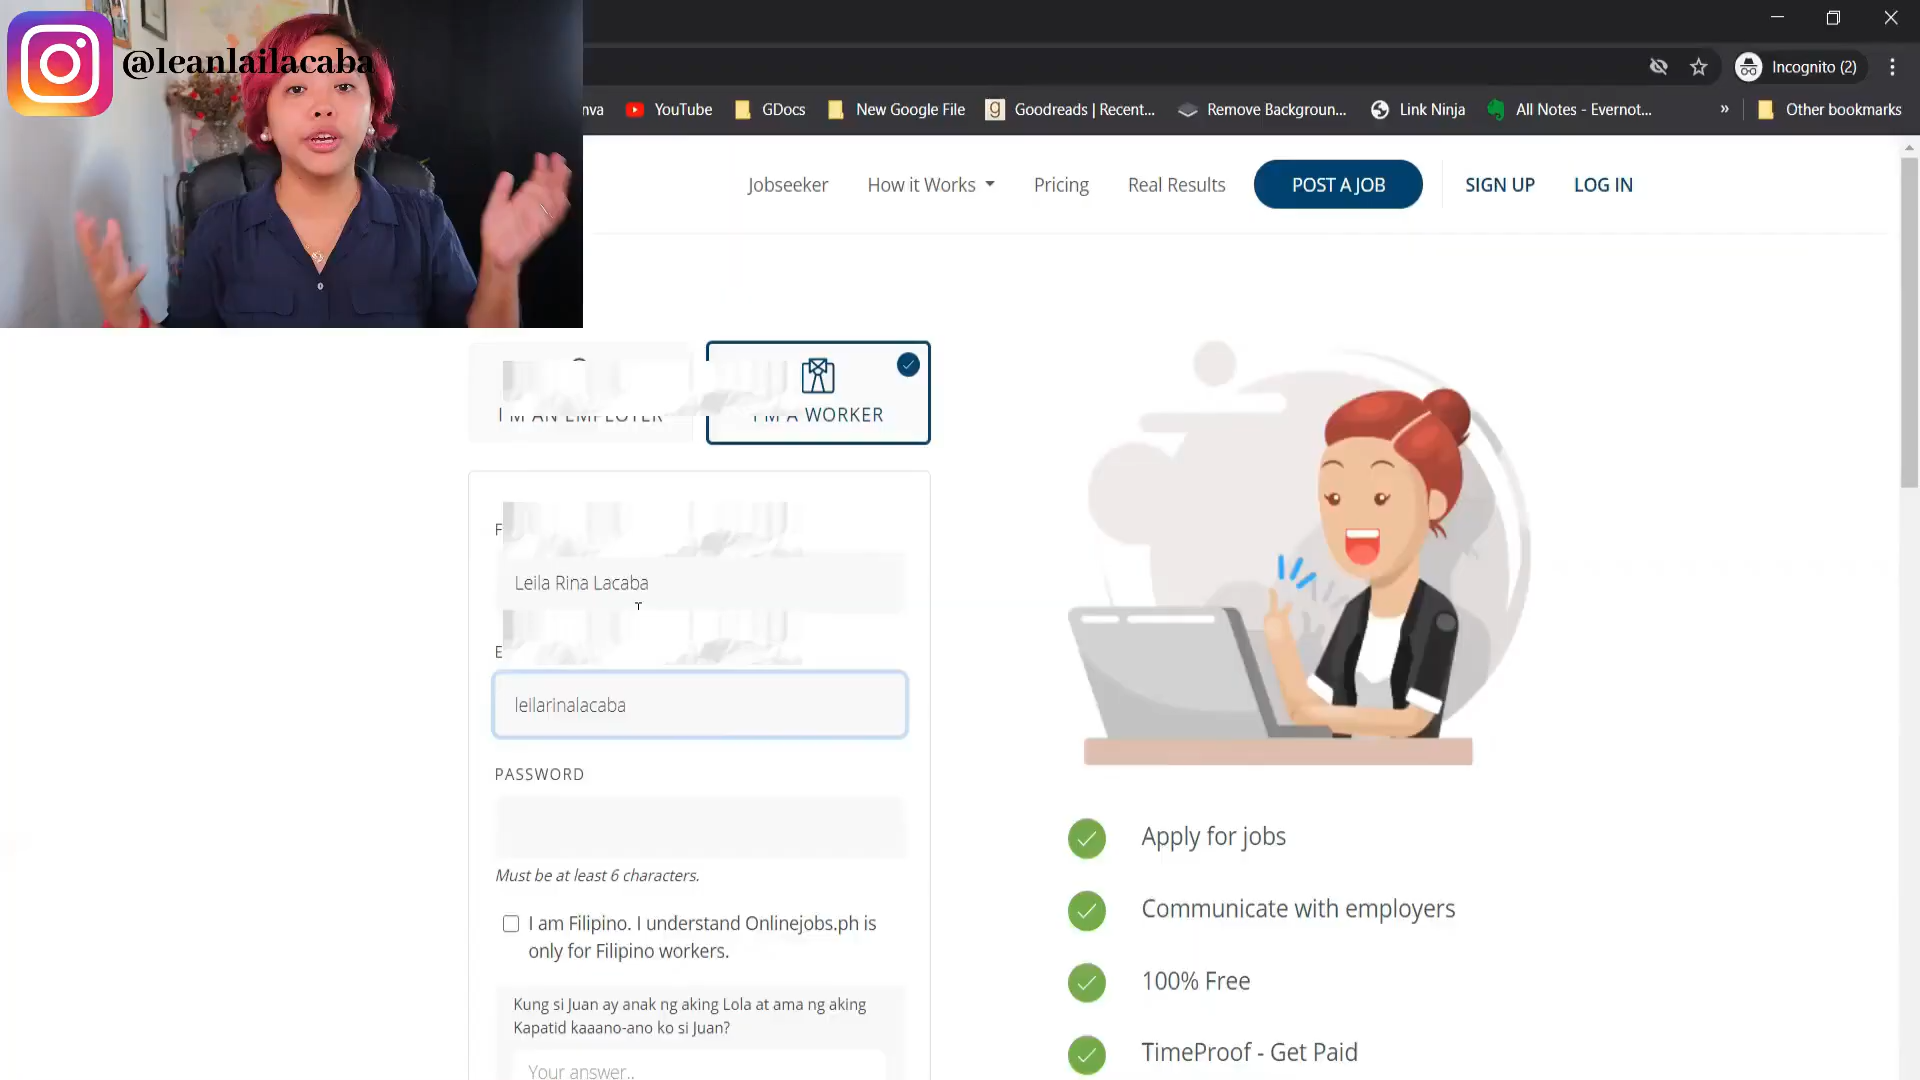 @leanlailacaba
Incognito (2)
nva
YouTube
GDocs
New Google File
Goodreads | Recent...
Remove Backgroun...
Link Ninja
All Notes - Evernot...
»
Other bookmarks
Jobseeker
How it Works
Pricing
Real Results
POST A JOB
SIGN UP
LOG IN
I'M AN EMPLOYER
I'M A WORKER
F
Leila Rina Lacaba
E
leilarinalacaba
PASSWORD
Must be at least 6 characters.
I am Filipino. I understand Onlinejobs.ph is
only for Filipino workers.
Kung si Juan ay anak ng aking Lola at ama ng aking
Kapatid kaaano-ano ko si Juan?
Your answer..
Apply for jobs
Communicate with employers
100% Free
TimeProof - Get Paid